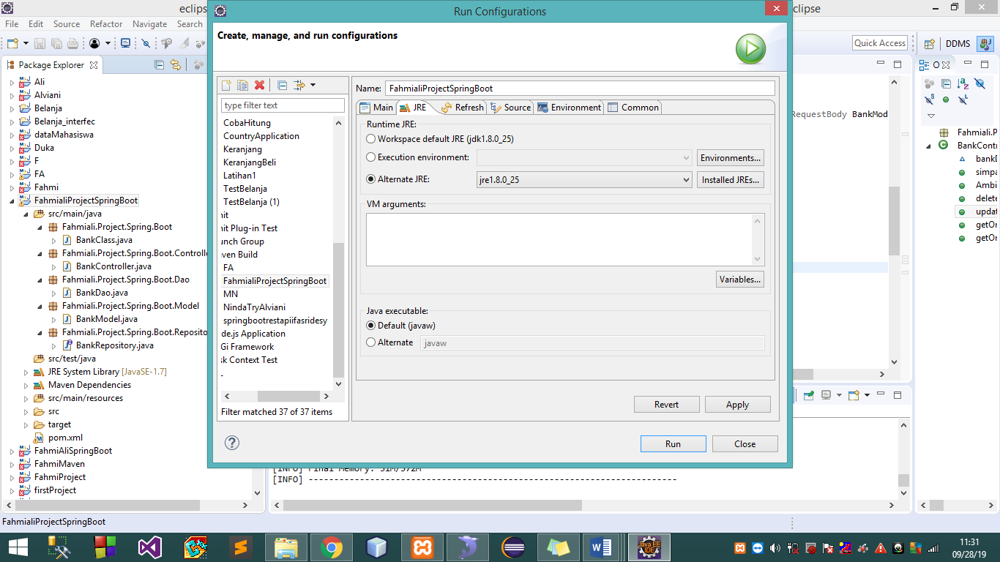 eclips
Run Configurations
clipse
File Edit Source Refactor Navigate Search
Quick Access
DDMS
Package Explorer
Ali
Alviani
Belanja
Belanja_interfec
dataMahasiswa
Duka
F
FA
Fahmi
FahmialiProjectSpringBoot
src/main/java
Fahmiali.Project.Spring.Boot
BankClass.java
Fahmiali.Project.Spring.Boot.Controlle
BankController.java
Fahmiali.Project.Spring.Boot.Dao
BankDao.java
Fahmiali.Project.Spring.Boot.Model
BankModel.java
Fahmiali.Project.Spring.Boot.Reposito
BankRepository.java
src/test/java
JRE System Library [JavaSE-1.7]
Maven Dependencies
src/main/resources
src
target
pom.xml
FahmiAliSpringBoot
FahmiMaven
FahmiProject
firstProject
FahmialiProjectSpringBoot
Create, manage, and run configurations
type filter text
CobaHitung
CountryApplication
Keranjang
KeranjangBeli
Latihan1
TestBelanja
TestBelanja (1)
nit
nit Plug-in Test
unch Group
ven Build
FA
FahmialiProjectSpringBoot
MN
NindaTryAlviani
springbootrestapiifasridesy
de.js Application
Gi Framework
sk Context Test
Filter matched 37 of 37 items
Name: FahmialiProjectSpringBoot
Main JRE Refresh Source Environment Common
Runtime JRE:
Workspace default JRE (jdk1.8.0_25)
Execution environment: Environments...
Alternate JRE: jre1.8.0_25 Installed JREs...
VM arguments:
Variables...
Java executable:
Default (javaw)
Alternate javaw
Revert Apply
Run Close
[INFO] Final Memory: 31M/372M
[INFO] ------------------------------------------------------------------------
RequestBody BankMod
O
Fahmiali.P
BankContr
bankD
simpa
Ambi
delete
updat
getOn
getOn
Java EE
IDE
11:31
09/28/19